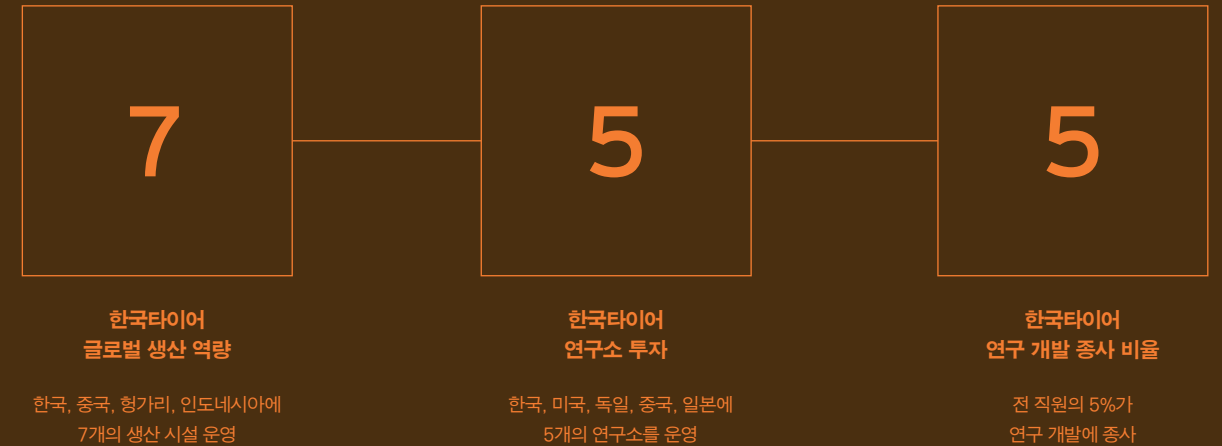 7
한국타이어
글로벌 생산 역량
한국, 중국, 헝가리, 인도네시아에
7개의 생산 시설 운영
5
한국타이어
연구소 투자
한국, 미국, 독일, 중국, 일본에
5개의 연구소를 운영
5
한국타이어
연구 개발 종사 비율
전 직원의 5%가
연구 개발에 종사